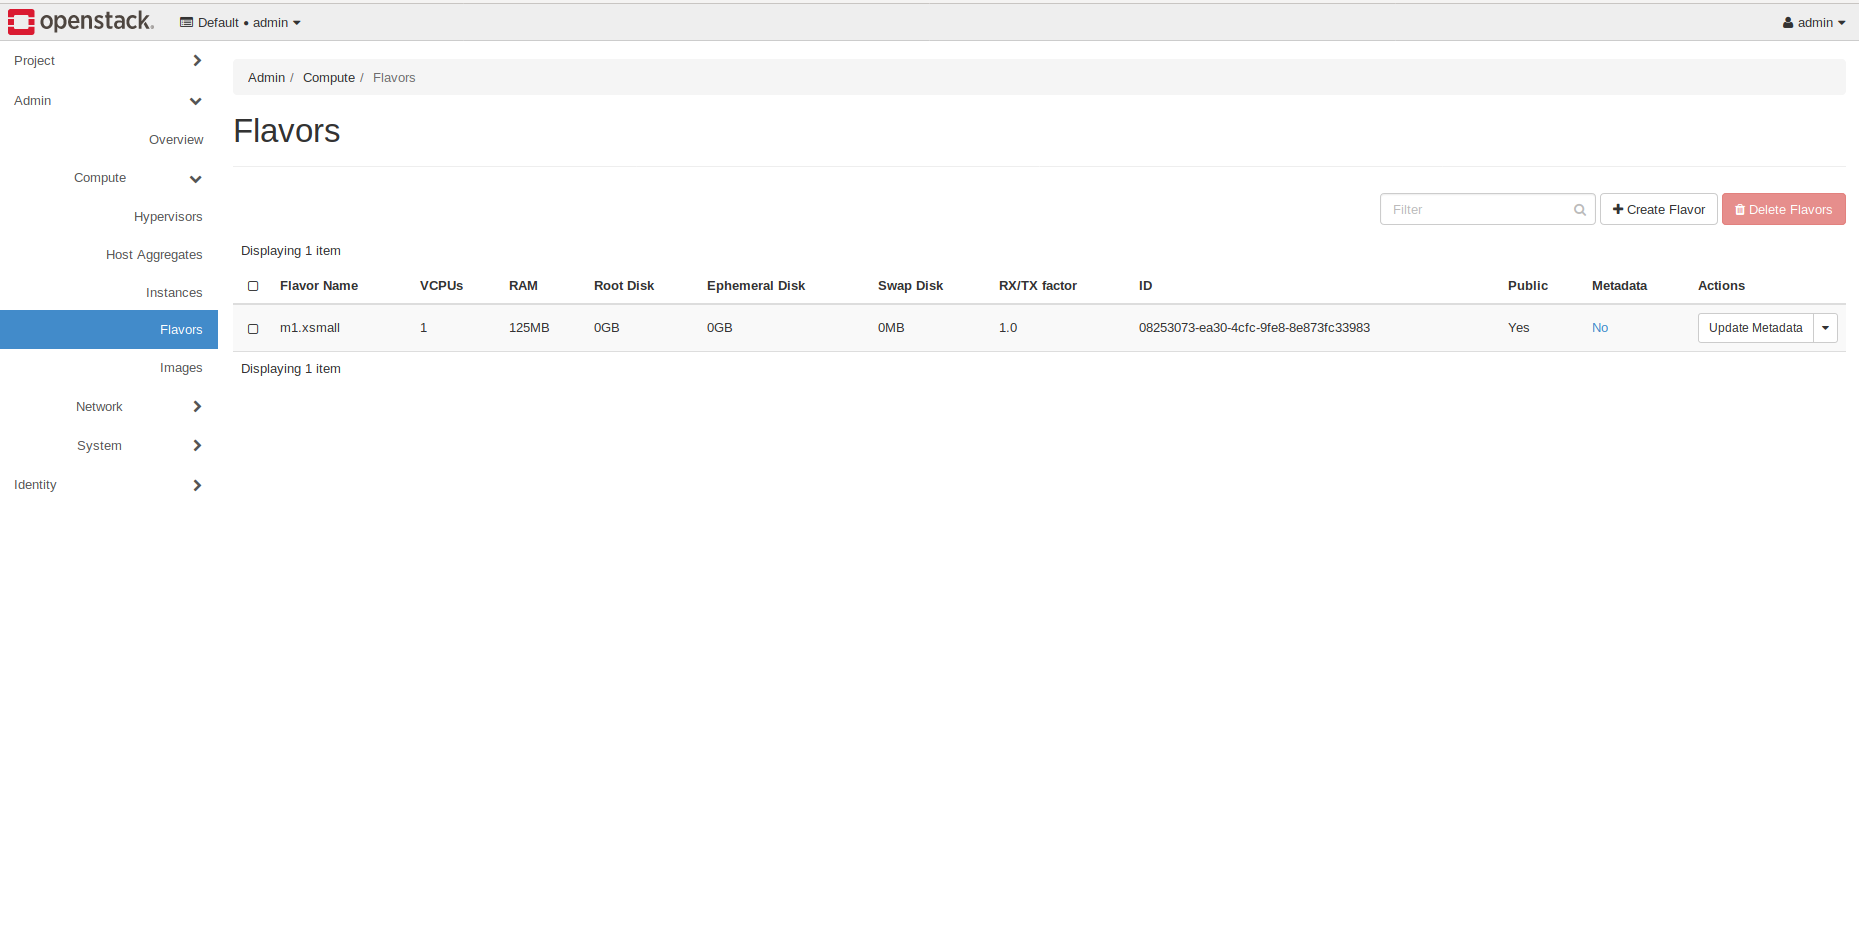 openstack. Default • admin admin
Project
Admin
Overview
Compute
Hypervisors
Host Aggregates
Instances
Flavors
Images
Network
System
Identity
Admin / Compute / Flavors
Flavors
Filter Create Flavor Delete Flavors
Displaying 1 item
Flavor Name VCPUs RAM Root Disk Ephemeral Disk Swap Disk RX/TX factor ID Public Metadata Actions
m1.xsmall 1 125MB 0GB 0GB 0MB 1.0 08253073-ea30-4cfc-9fe8-8e873fc33983 Yes No Update Metadata
Displaying 1 item